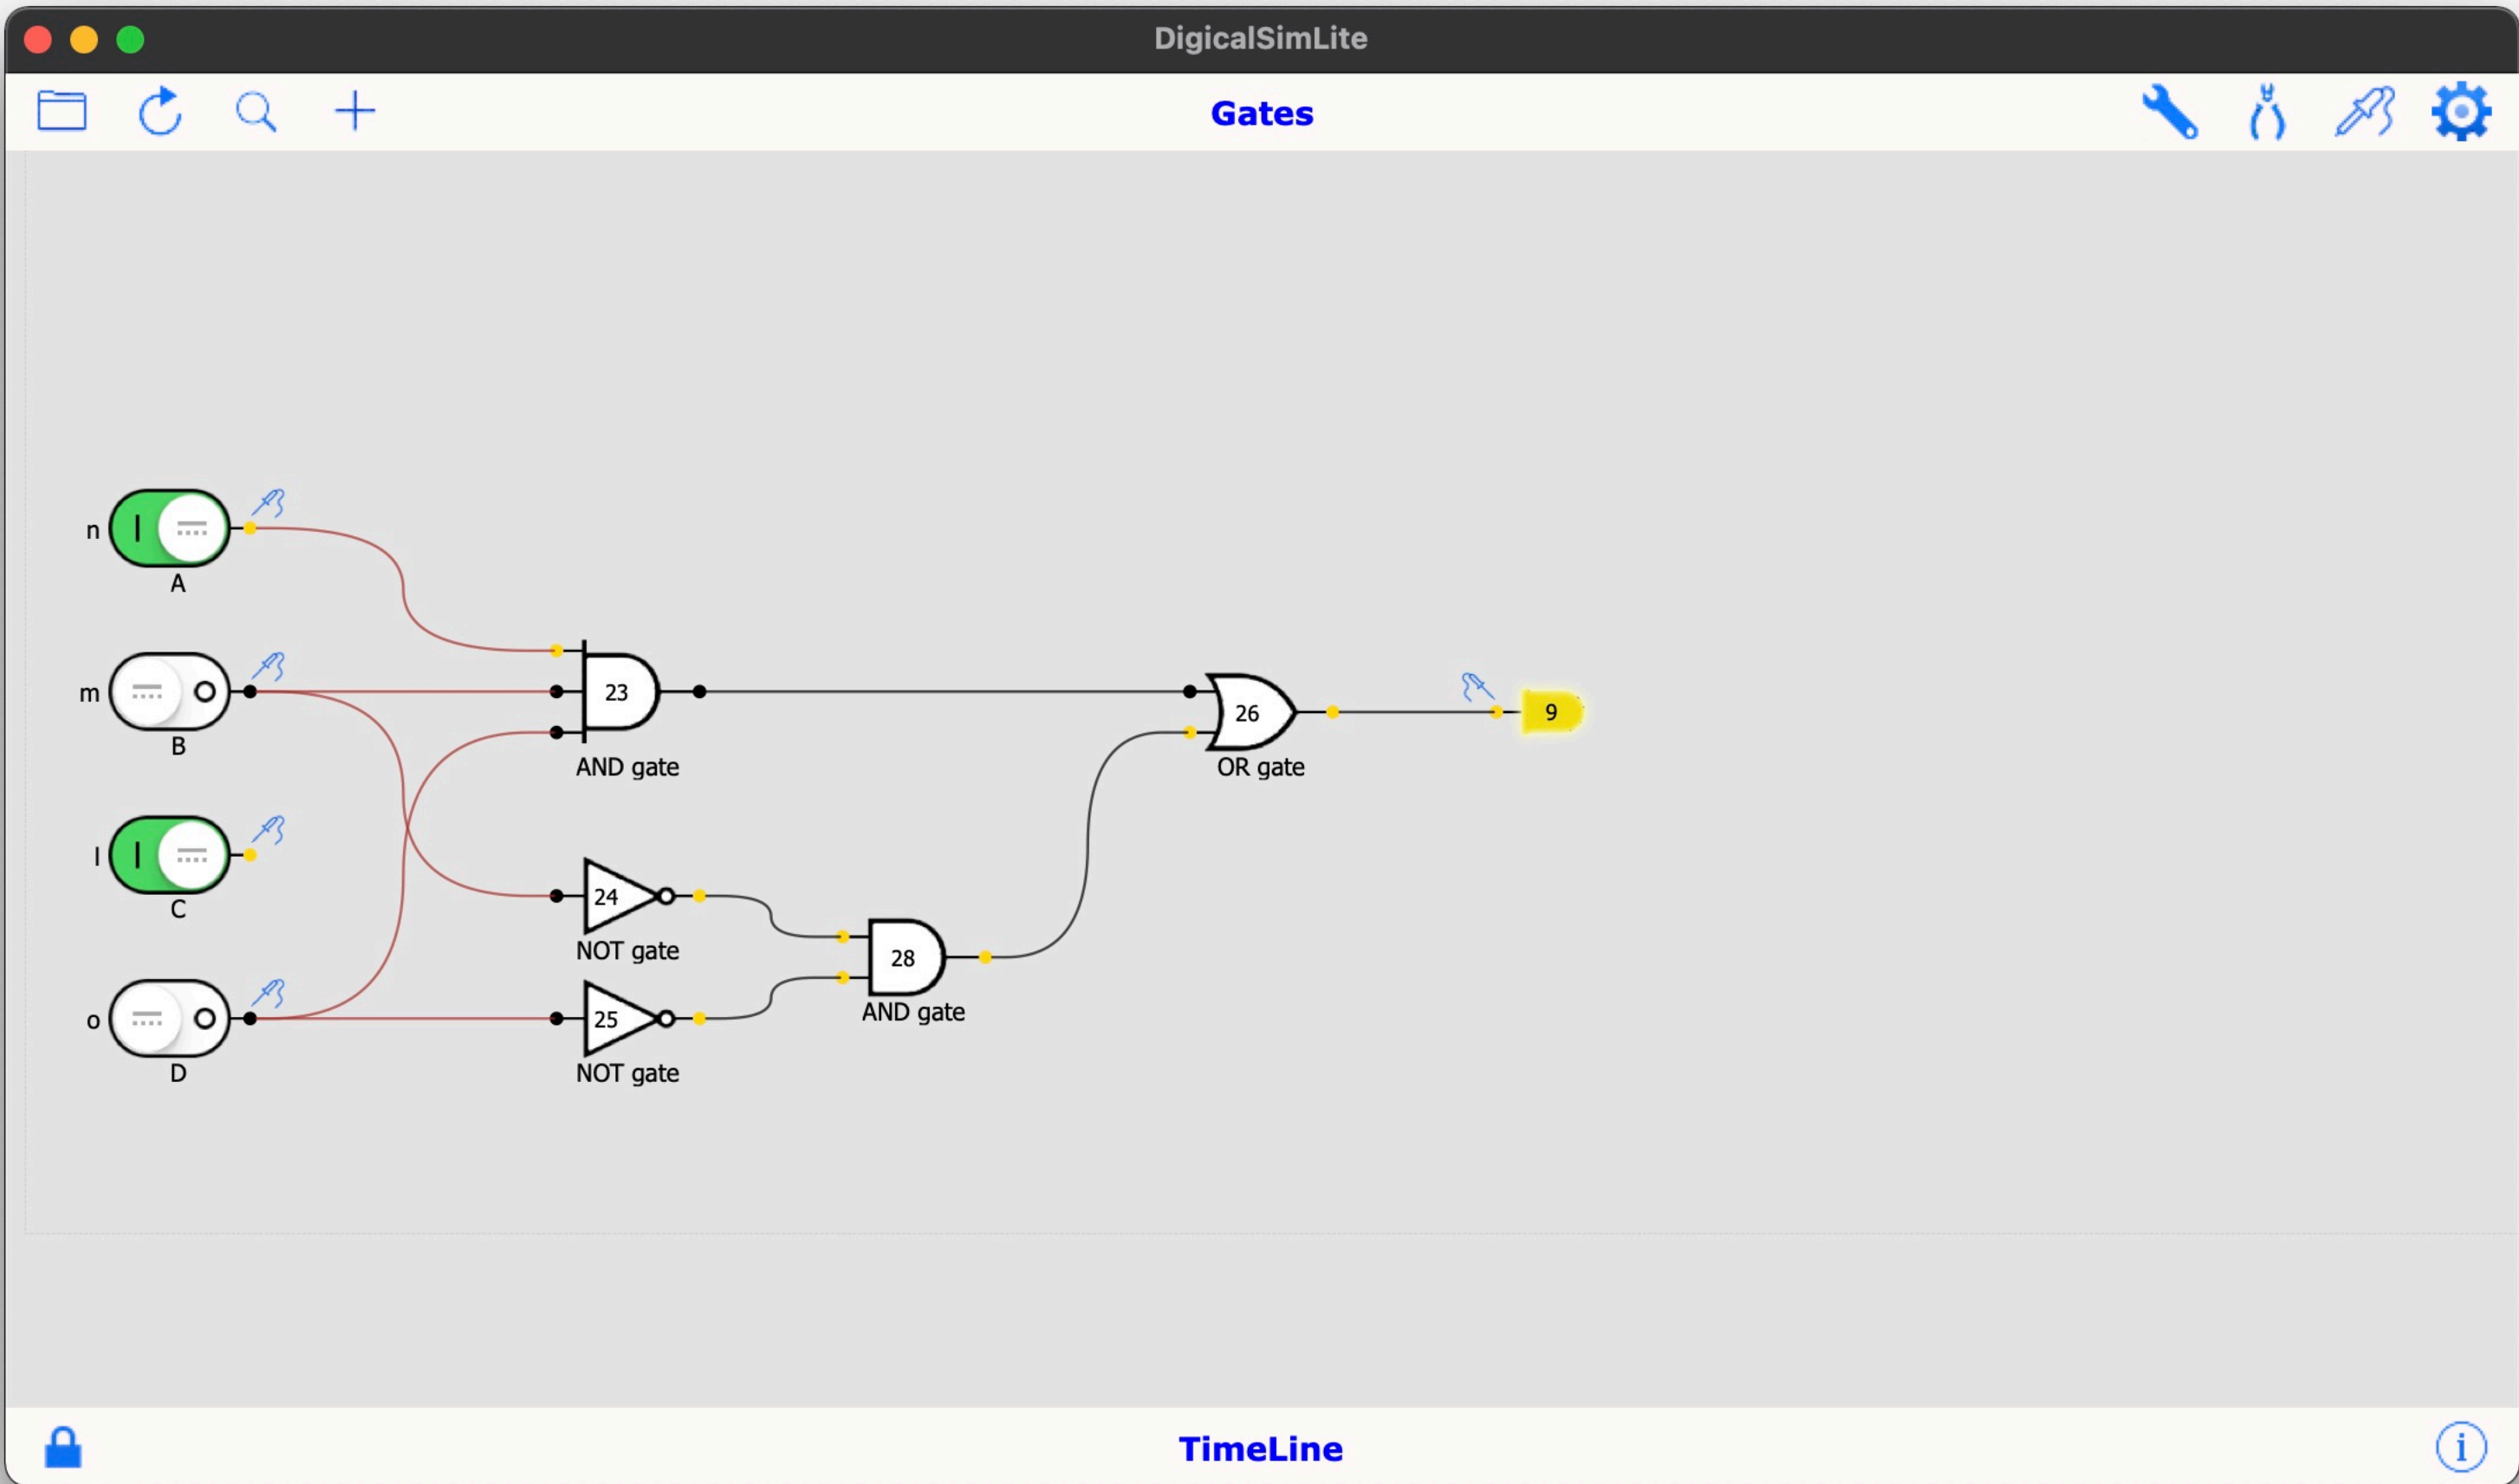 DigicalSimLite
Gates
n
A
m
B
23
AND gate
26
OR gate
9
l
C
24
NOT gate
28
AND gate
o
D
25
NOT gate
TimeLine